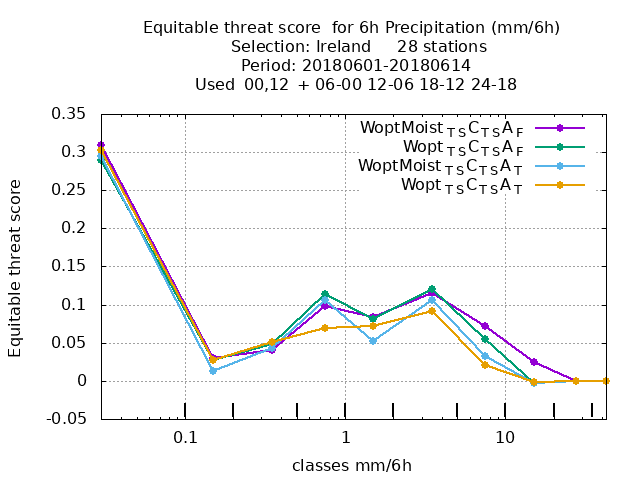 Equitable threat score  for 6h Precipitation (mm/6h)
Selection: Ireland     28 stations
Period: 20180601-20180614
Used  00,12  + 06-00 12-06 18-12 24-18
WoptMoist TS C TS A F
Wopt TS C TS A F
WoptMoist TS C TS A T
Wopt TS C TS A T
0.35
0.3
0.25
0.2
0.15
0.1
0.05
0
-0.05
Equitable threat score
0.1
1
10
classes mm/6h